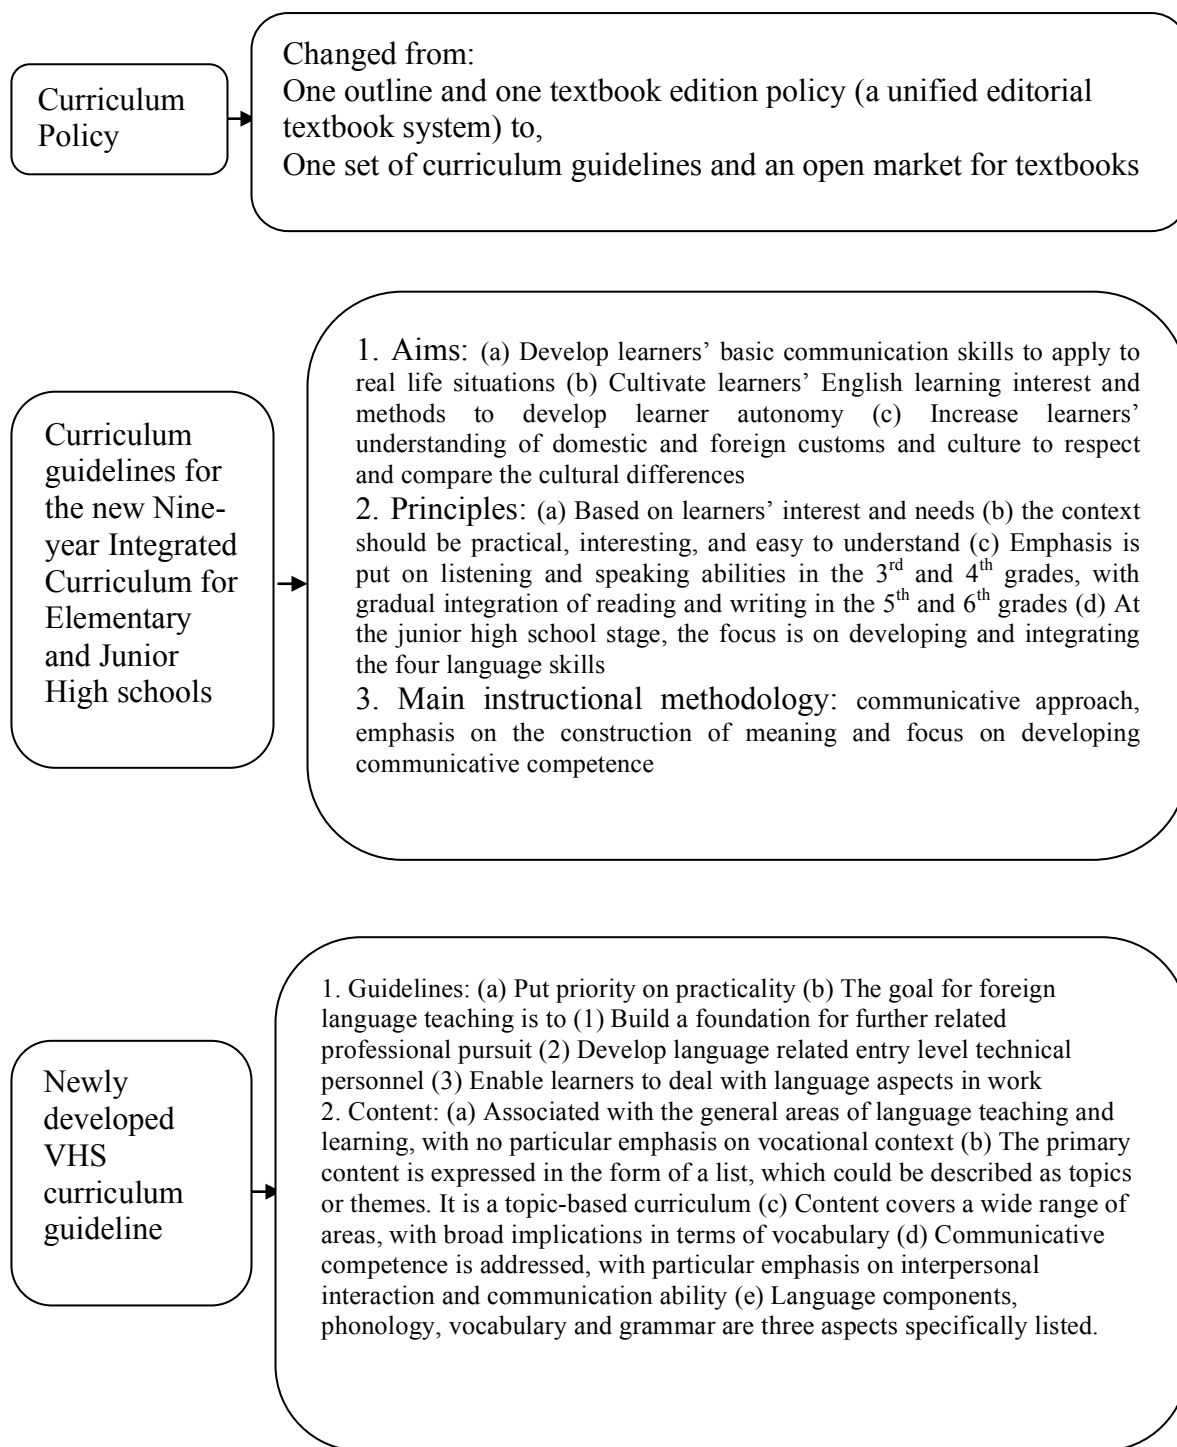 Curriculum
Policy
Changed from:
One outline and one textbook edition policy (a unified editorial
textbook system) to,
One set of curriculum guidelines and an open market for textbooks
Curriculum
guidelines for
the new Nine-
year Integrated
Curriculum for
Elementary
and Junior
High schools
1. Aims: (a) Develop learners’ basic communication skills to apply to
real life situations (b) Cultivate learners’ English learning interest and
methods to develop learner autonomy (c) Increase learners’
understanding of domestic and foreign customs and culture to respect
and compare the cultural differences
2. Principles: (a) Based on learners’ interest and needs (b) the context
should be practical, interesting, and easy to understand (c) Emphasis is
put on listening and speaking abilities in the 3rd and 4th grades, with
gradual integration of reading and writing in the 5th and 6th grades (d) At
the junior high school stage, the focus is on developing and integrating
the four language skills
3. Main instructional methodology: communicative approach,
emphasis on the construction of meaning and focus on developing
communicative competence
Newly
developed
VHS
curriculum
guideline
1. Guidelines: (a) Put priority on practicality (b) The goal for foreign
language teaching is to (1) Build a foundation for further related
professional pursuit (2) Develop language related entry level technical
personnel (3) Enable learners to deal with language aspects in work
2. Content: (a) Associated with the general areas of language teaching and
learning, with no particular emphasis on vocational context (b) The primary
content is expressed in the form of a list, which could be described as topics
or themes. It is a topic-based curriculum (c) Content covers a wide range of
areas, with broad implications in terms of vocabulary (d) Communicative
competence is addressed, with particular emphasis on interpersonal
interaction and communication ability (e) Language components,
phonology, vocabulary and grammar are three aspects specifically listed.